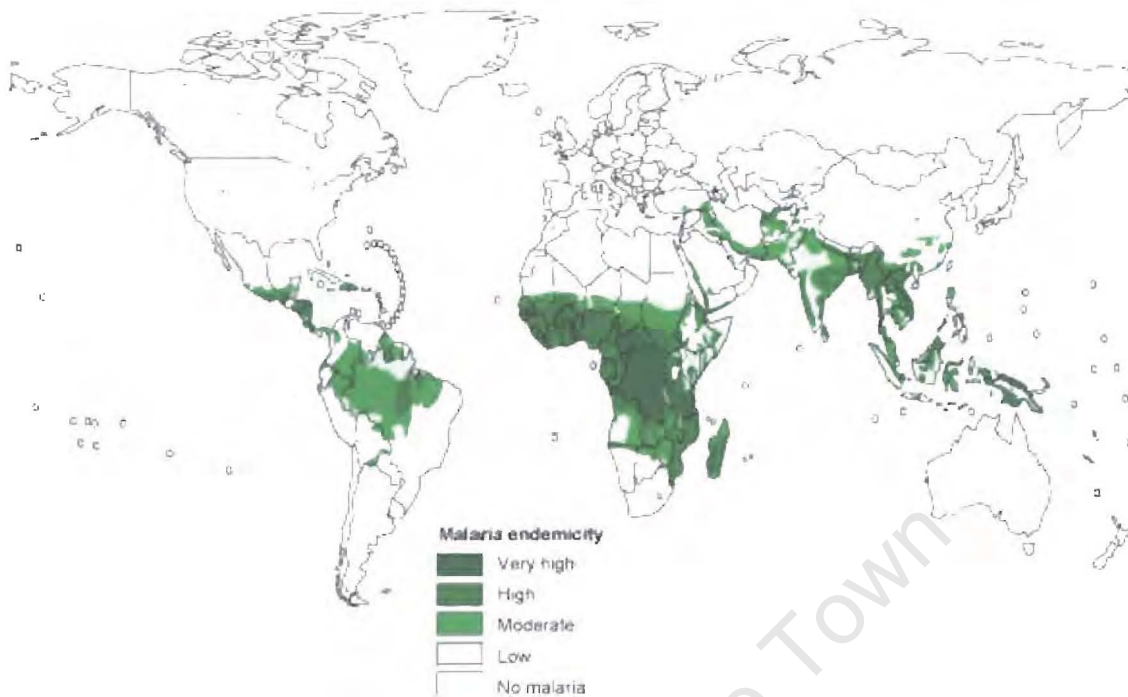 Malaria endemicity
Very high
High
Moderate
Low
No malaria
Town